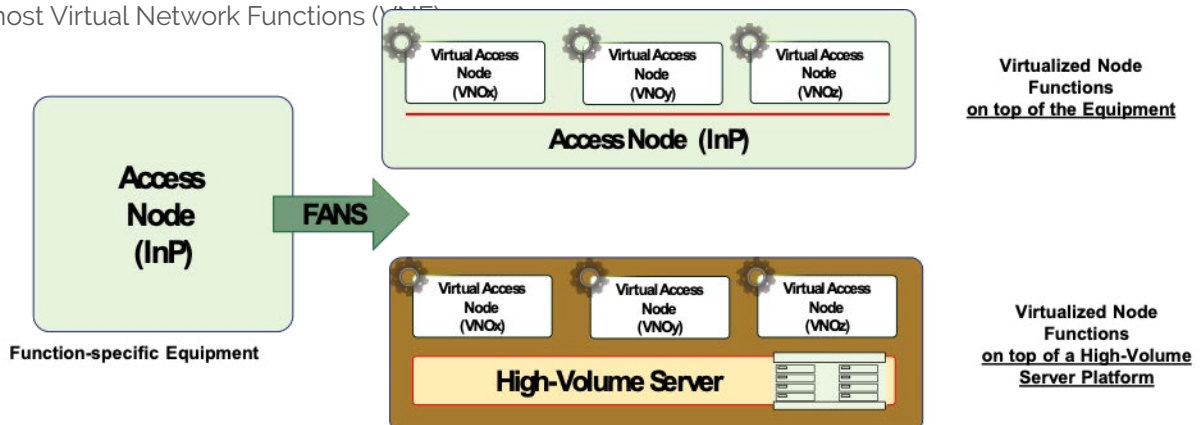 host Virtual Network Functions (VNF)
Virtual Access
Node
(VNOx)
Virtual Access
Node
(VNOy)
Virtual Access
Node
(VNOz)
Access Node (InP)
Virtualized Node
Functions
on top of the Equipment
Access
Node
(InP)
FANS
Function-specific Equipment
Virtual Access
Node
(VNOx)
Virtual Access
Node
(VNOy)
Virtual Access
Node
(VNOz)
High-Volume Server
Virtualized Node
Functions
on top of a High-Volume
Server Platform